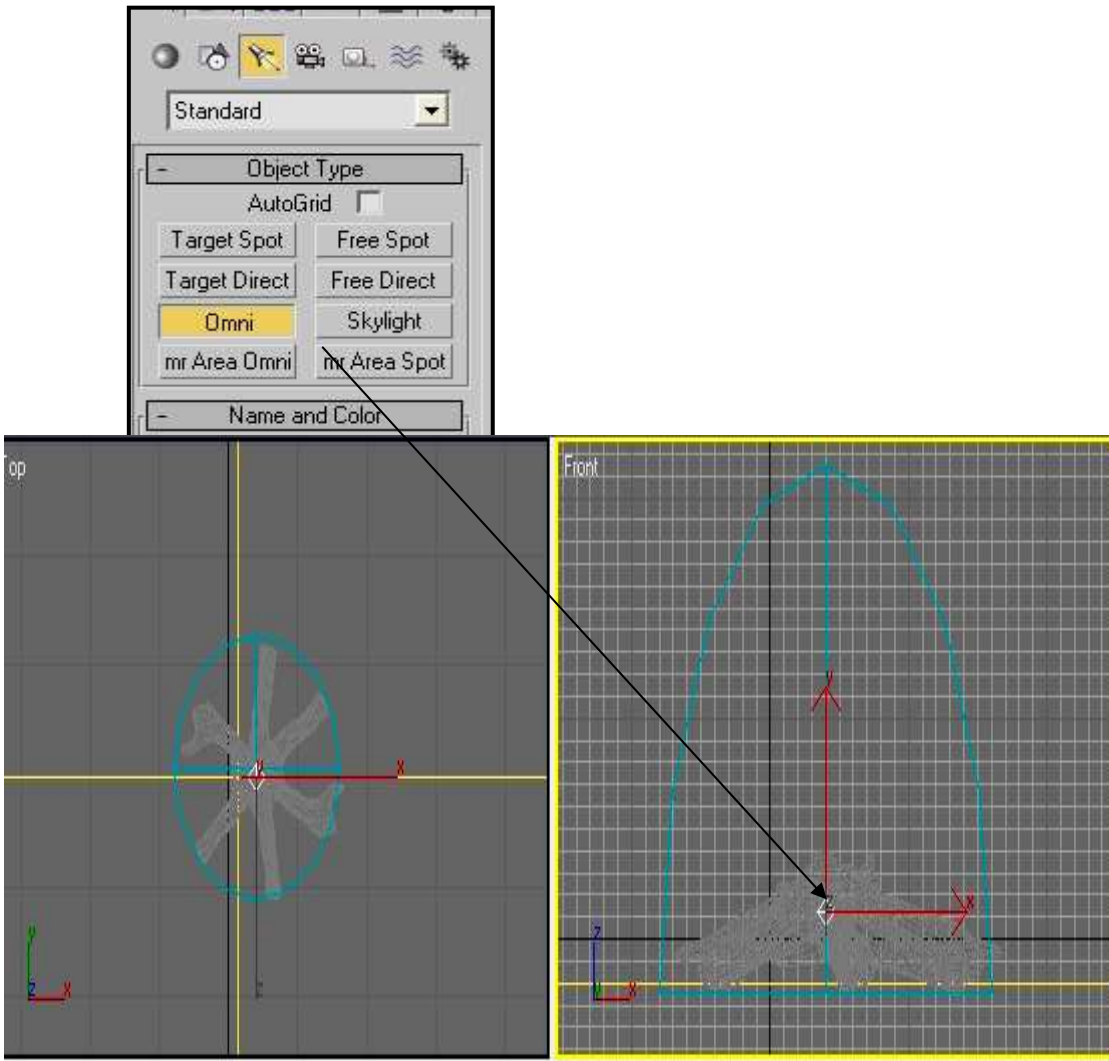 Standard
- Object Type
AutoGrid
Target Spot Free Spot
Target Direct Free Direct
Omni Skylight
mr Area Omni mr Area Spot
- Name and Color
Top
Front
y
x
x
z
x
y
z x
z
y x